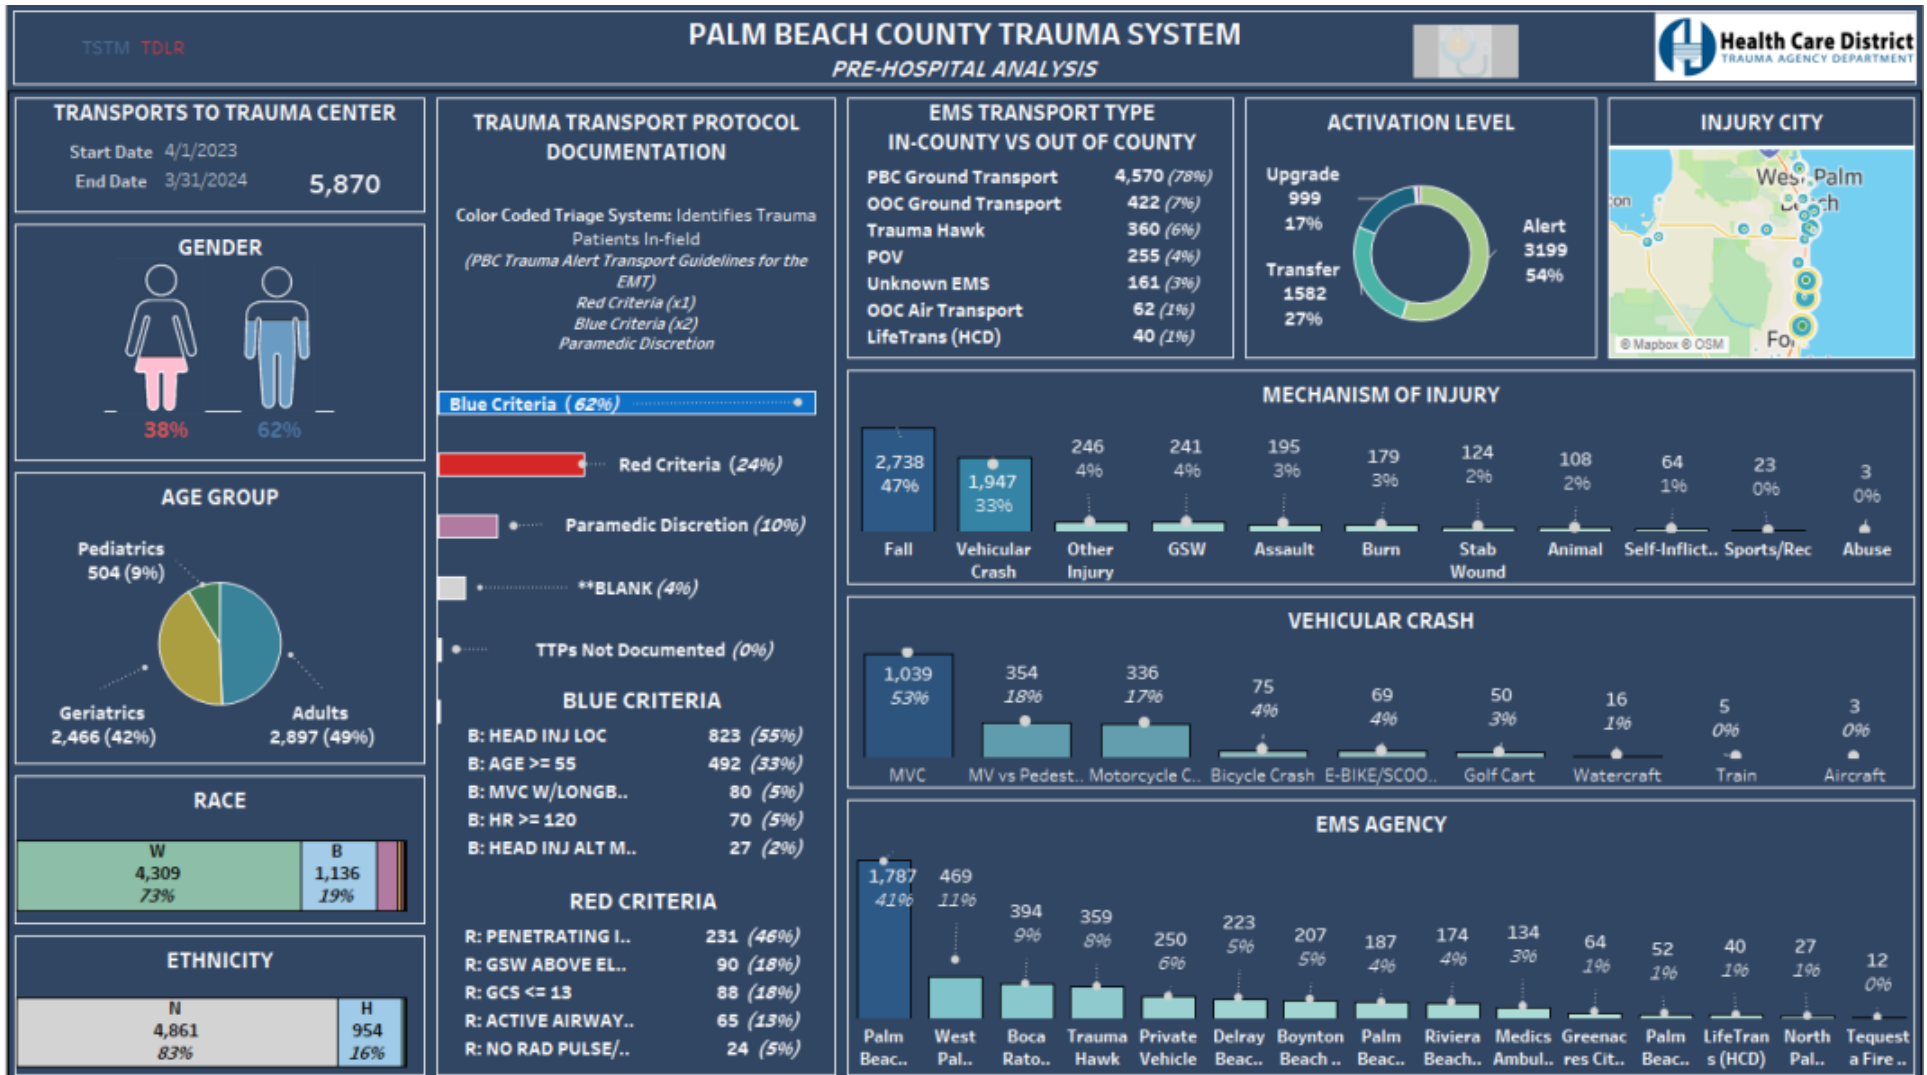 TSTM TDLR
PALM BEACH COUNTY TRAUMA SYSTEM
PRE-HOSPITAL ANALYSIS
Health Care District
TRAUMA AGENCY DEPARTMENT
TRANSPORTS TO TRAUMA CENTER
Start Date 4/1/2023
End Date 3/31/2024
5,870
GENDER
38% 62%
AGE GROUP
Pediatrics
504 (9%)
Geriatrics
2,466 (42%)
Adults
2,897 (49%)
RACE
W
4,309
73%
B
1,136
19%
ETHNICITY
N
4,861
83%
H
954
16%
TRAUMA TRANSPORT PROTOCOL
DOCUMENTATION
Color Coded Triage System: Identifies Trauma
Patients In-field
(PBC Trauma Alert Transport Guidelines for the
EMT)
Red Criteria (x1)
Blue Criteria (x2)
Paramedic Discretion
Blue Criteria (62%)
Red Criteria (24%)
Paramedic Discretion (10%)
**BLANK (4%)
TTPs Not Documented (0%)
BLUE CRITERIA
B: HEAD INJ LOC 823 (55%)
B: AGE >= 55 492 (33%)
B: MVC W/LONGB.. 80 (5%)
B: HR >= 120 70 (5%)
B: HEAD INJ ALT M.. 27 (2%)
RED CRITERIA
R: PENETRATING I.. 231 (46%)
R: GSW ABOVE EL.. 90 (18%)
R: GCS <= 13 88 (18%)
R: ACTIVE AIRWAY.. 65 (13%)
R: NO RAD PULSE/.. 24 (5%)
EMS TRANSPORT TYPE
IN-COUNTY VS OUT OF COUNTY
PBC Ground Transport 4,570 (78%)
OOC Ground Transport 422 (7%)
Trauma Hawk 360 (6%)
POV 255 (4%)
Unknown EMS 161 (3%)
OOC Air Transport 62 (1%)
LifeTrans (HCD) 40 (1%)
ACTIVATION LEVEL
Upgrade
999
17%
Transfer
1582
27%
Alert
3199
54%
INJURY CITY
West Palm
Beach
on
For
© Mapbox © OSM
MECHANISM OF INJURY
2,738 1,947 246 241 195 179 124 108 64 23 3
47% 33% 4% 4% 3% 3% 2% 2% 1% 0% 0%
Fall Vehicular Other GSW Assault Burn Stab Animal Self-Inflict.. Sports/Rec Abuse
Crash Injury Wound
VEHICULAR CRASH
1,039 354 336 75 69 50 16 5 3
53% 18% 17% 4% 4% 3% 1% 0% 0%
MVC MV vs Pedest.. Motorcycle C.. Bicycle Crash E-BIKE/SCOO.. Golf Cart Watercraft Train Aircraft
EMS AGENCY
1,787 469 394 359 250 223 207 187 174 134 64 52 40 27 12
41% 11% 9% 8% 6% 5% 5% 4% 4% 3% 1% 1% 1% 1% 0%
Palm West Boca Trauma Private Delray Boynton Palm Riviera Medics Greenac Palm LifeTran North Tequest
Beac.. Pal.. Rato.. Hawk Vehicle Beac.. Beach .. Beac.. Beach.. Ambul.. res Cit.. Beac.. s (HCD) Pal.. a Fire ..